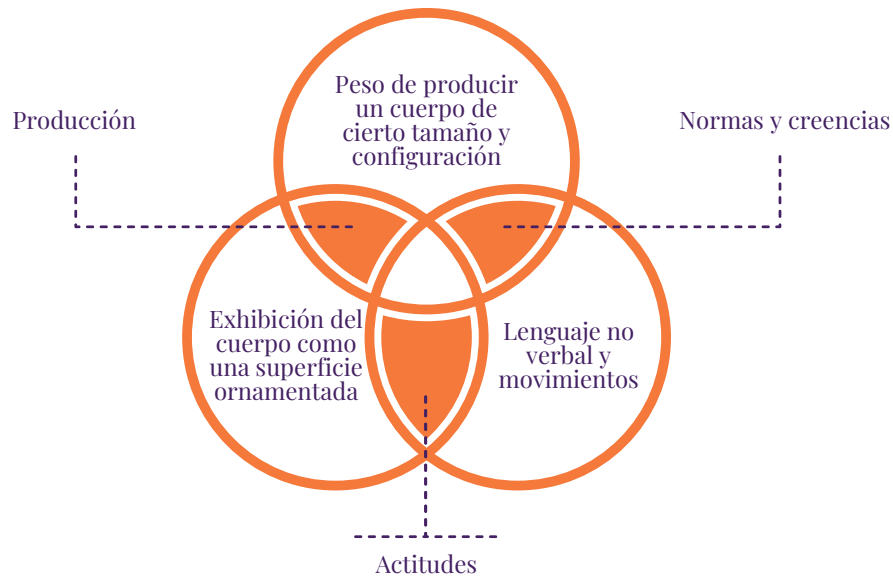 Peso de producir
un cuerpo de
cierto tamaño y
configuración
Producción
Normas y creencias
Exhibición del
cuerpo como
una superficie
ornamentada
Lenguaje no
verbal y
movimientos
Actitudes